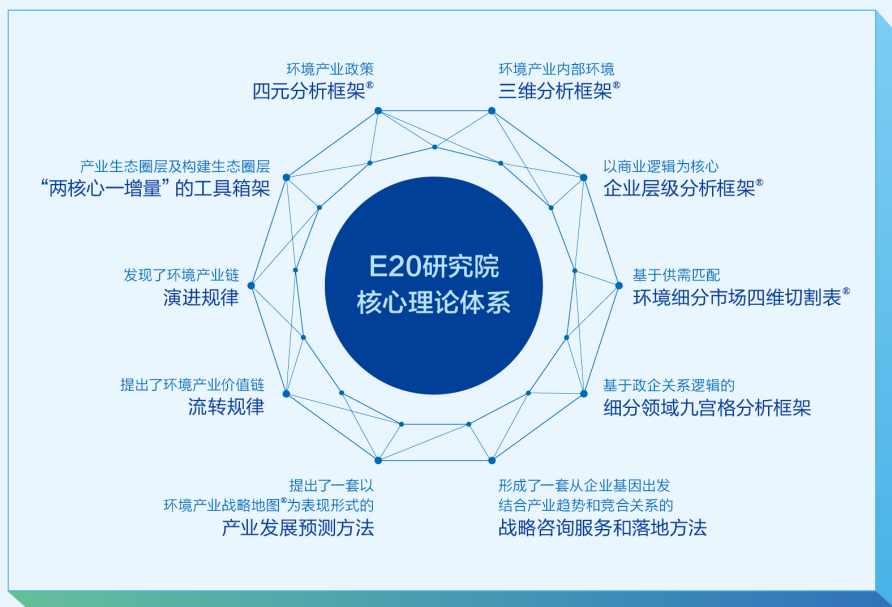 环境产业政策
四元分析框架®
环境产业内部环境
三维分析框架®
产业生态圈层及构建生态圈层
“两核心一增量”的工具箱架
以商业逻辑为核心
企业层级分析框架®
E20研究院
核心理论体系
发现了环境产业链
演进规律
基于供需匹配
环境细分市场四维切割表®
提出了环境产业价值链
流转规律
基于政企关系逻辑的
细分领域九宫格分析框架
提出了一套以
环境产业战略地图®为表现形式的
产业发展预测方法
形成了一套从企业基因出发
结合产业趋势和竞合关系的
战略咨询服务和落地方法